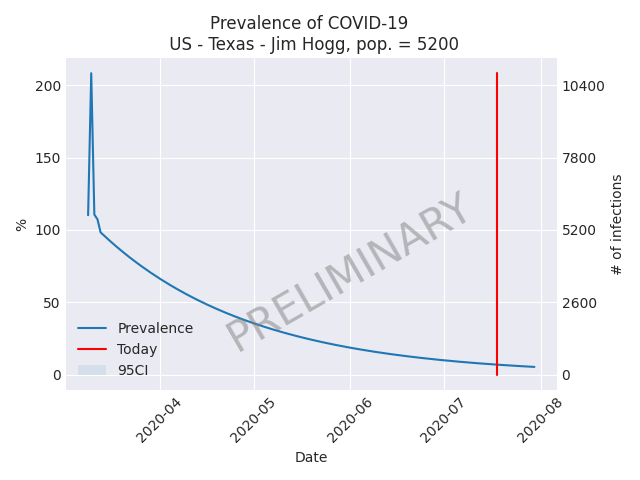 Prevalence of COVID-19
US - Texas - Jim Hogg, pop. = 5200
200
150
100
50
0
%
10400
7800
5200
2600
0
# of infections
PRELIMINARY
Prevalence
Today
95CI
2020-04
2020-05
2020-06
2020-07
2020-08
Date